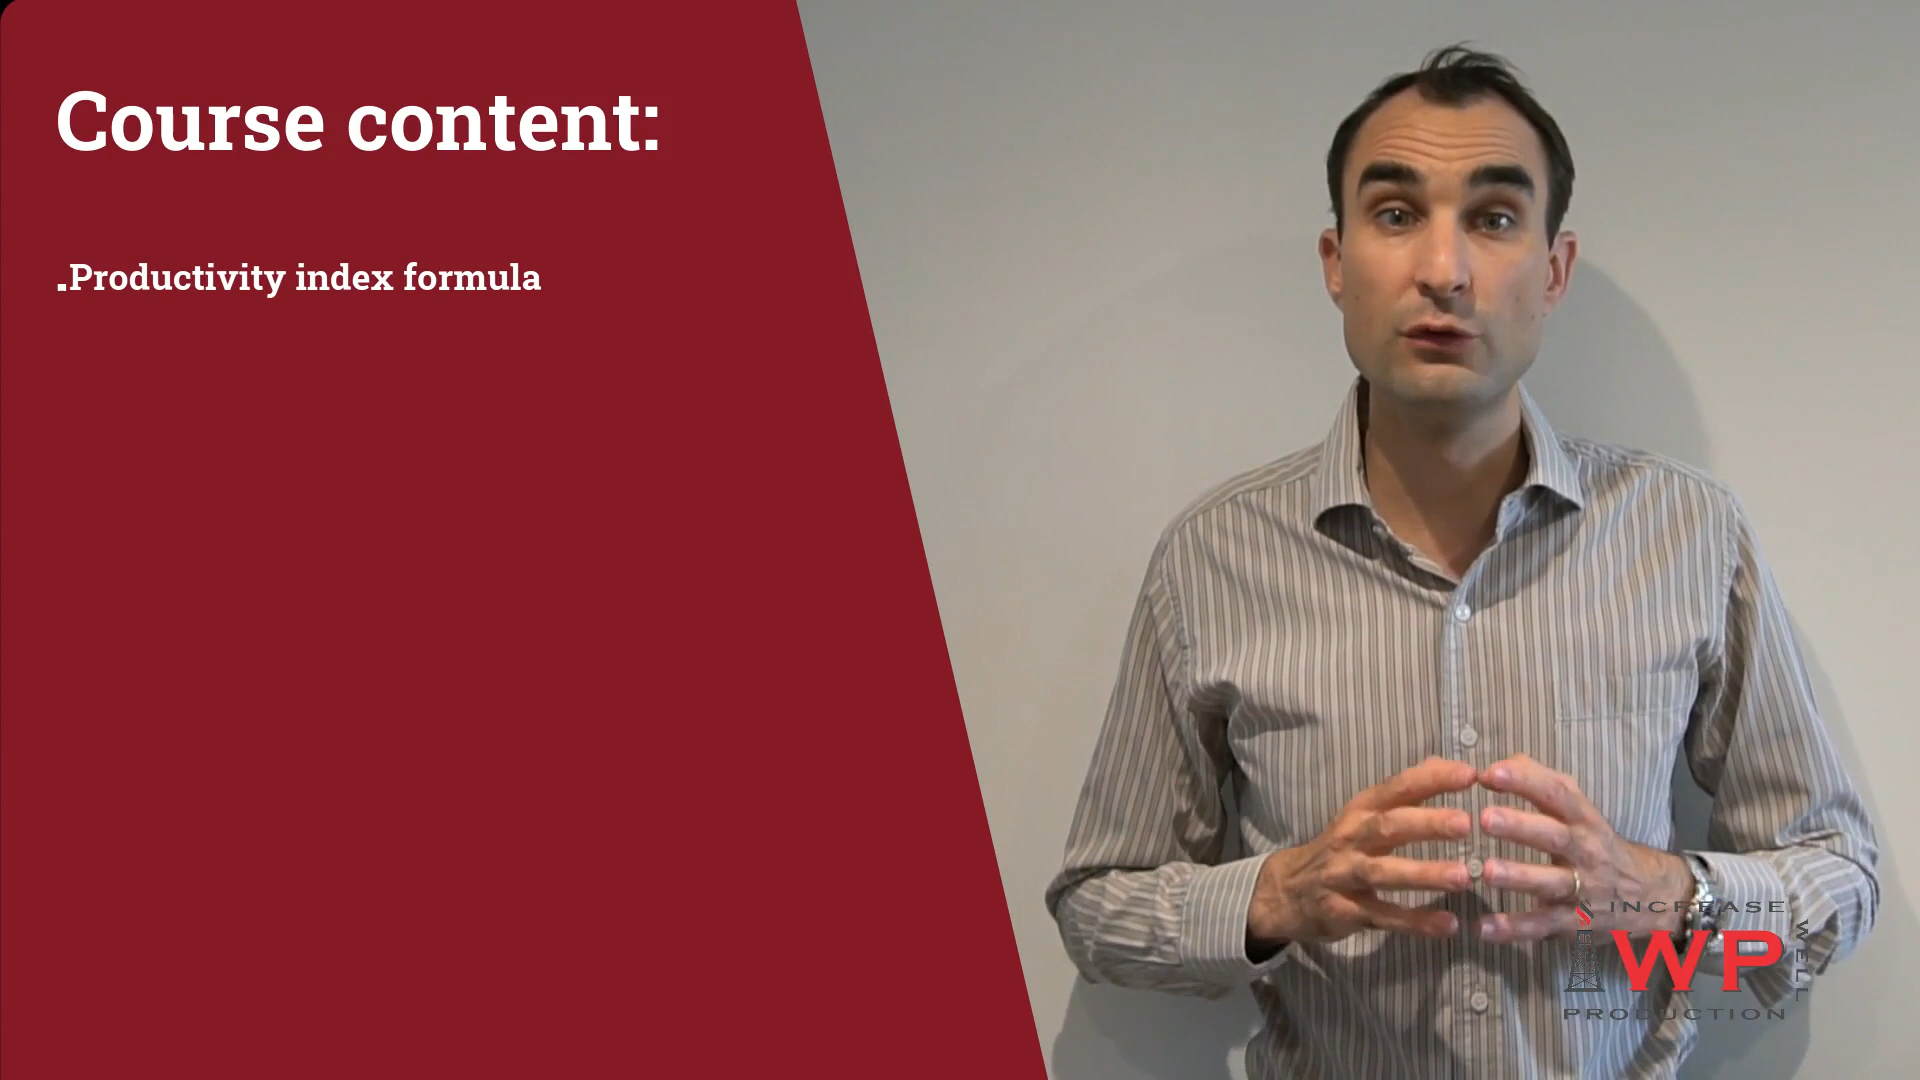 Course content:
.Productivity index formula
INCREASE
WP
WELL
PRODUCTION